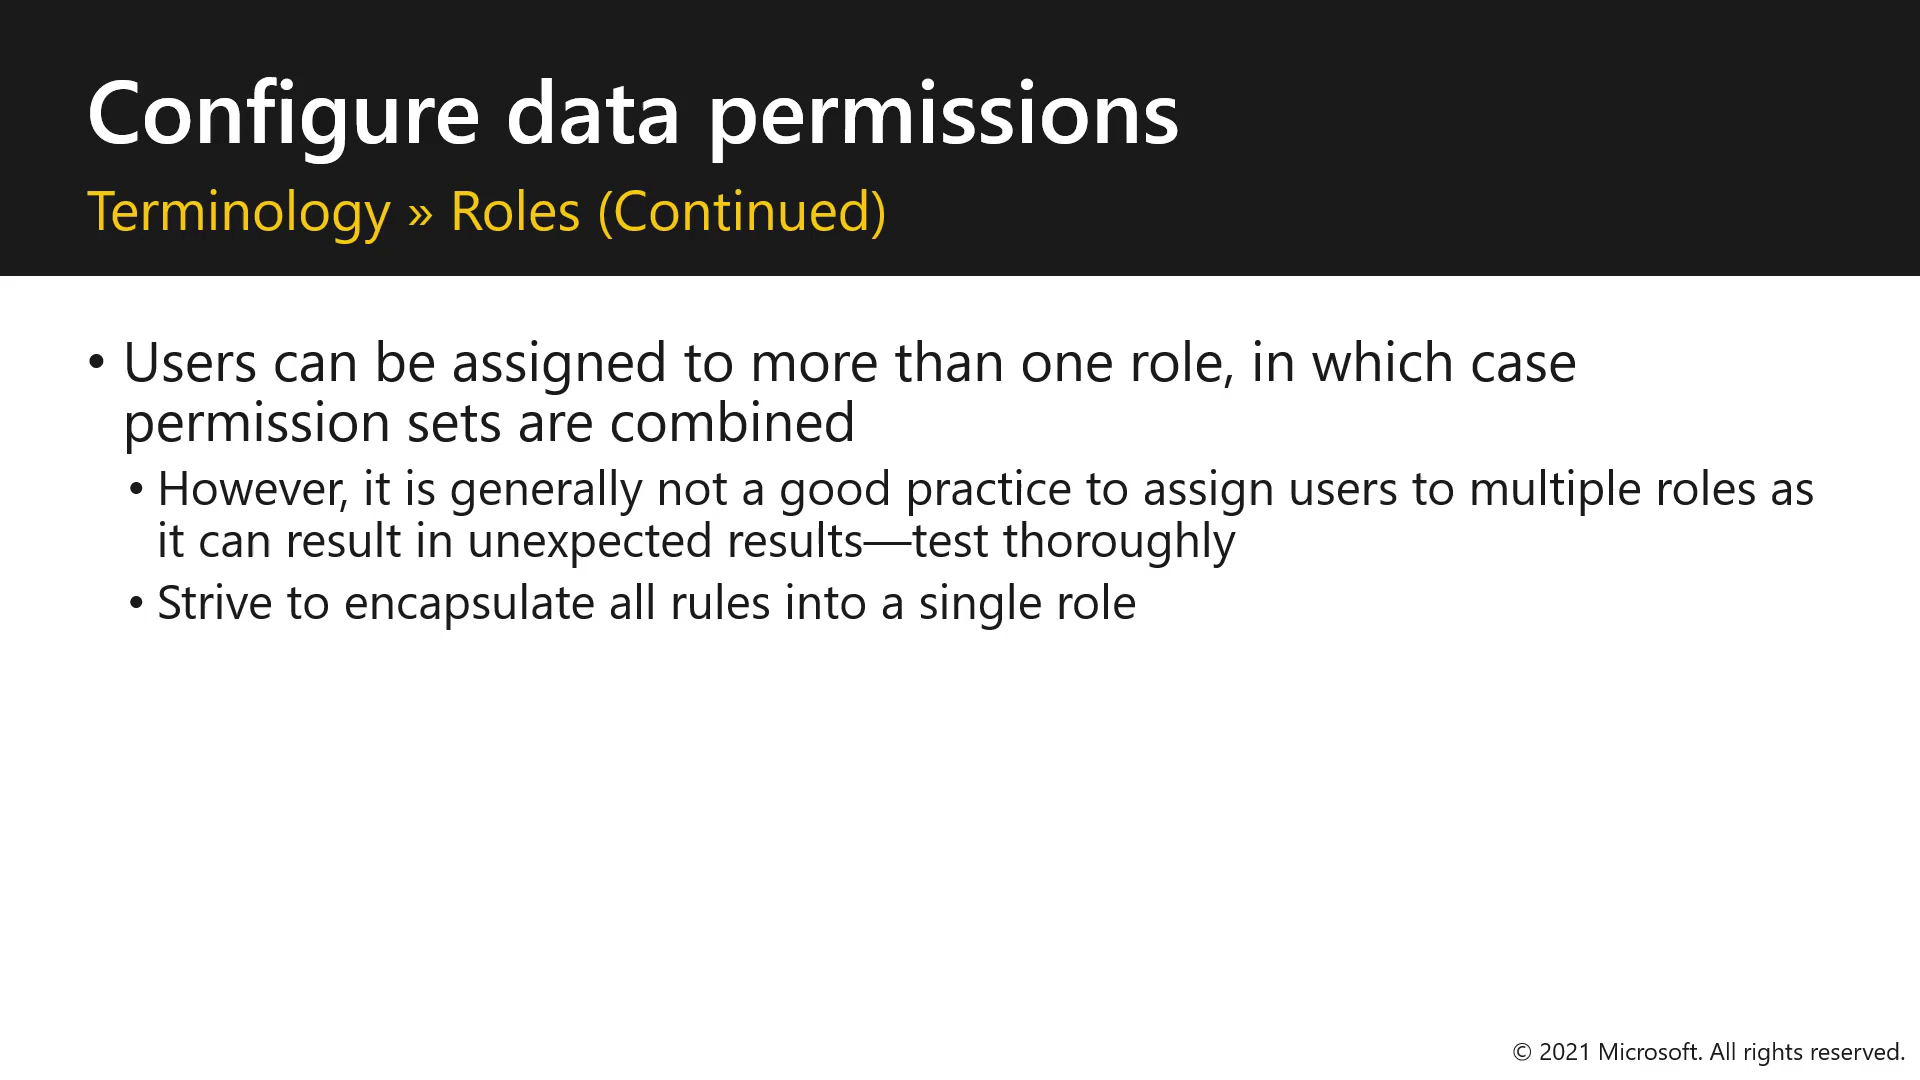 Configure data permissions
Terminology » Roles (Continued)
• Users can be assigned to more than one role, in which case
permission sets are combined
• However, it is generally not a good practice to assign users to multiple roles as
it can result in unexpected results—test thoroughly
• Strive to encapsulate all rules into a single role
© 2021 Microsoft. All rights reserved.